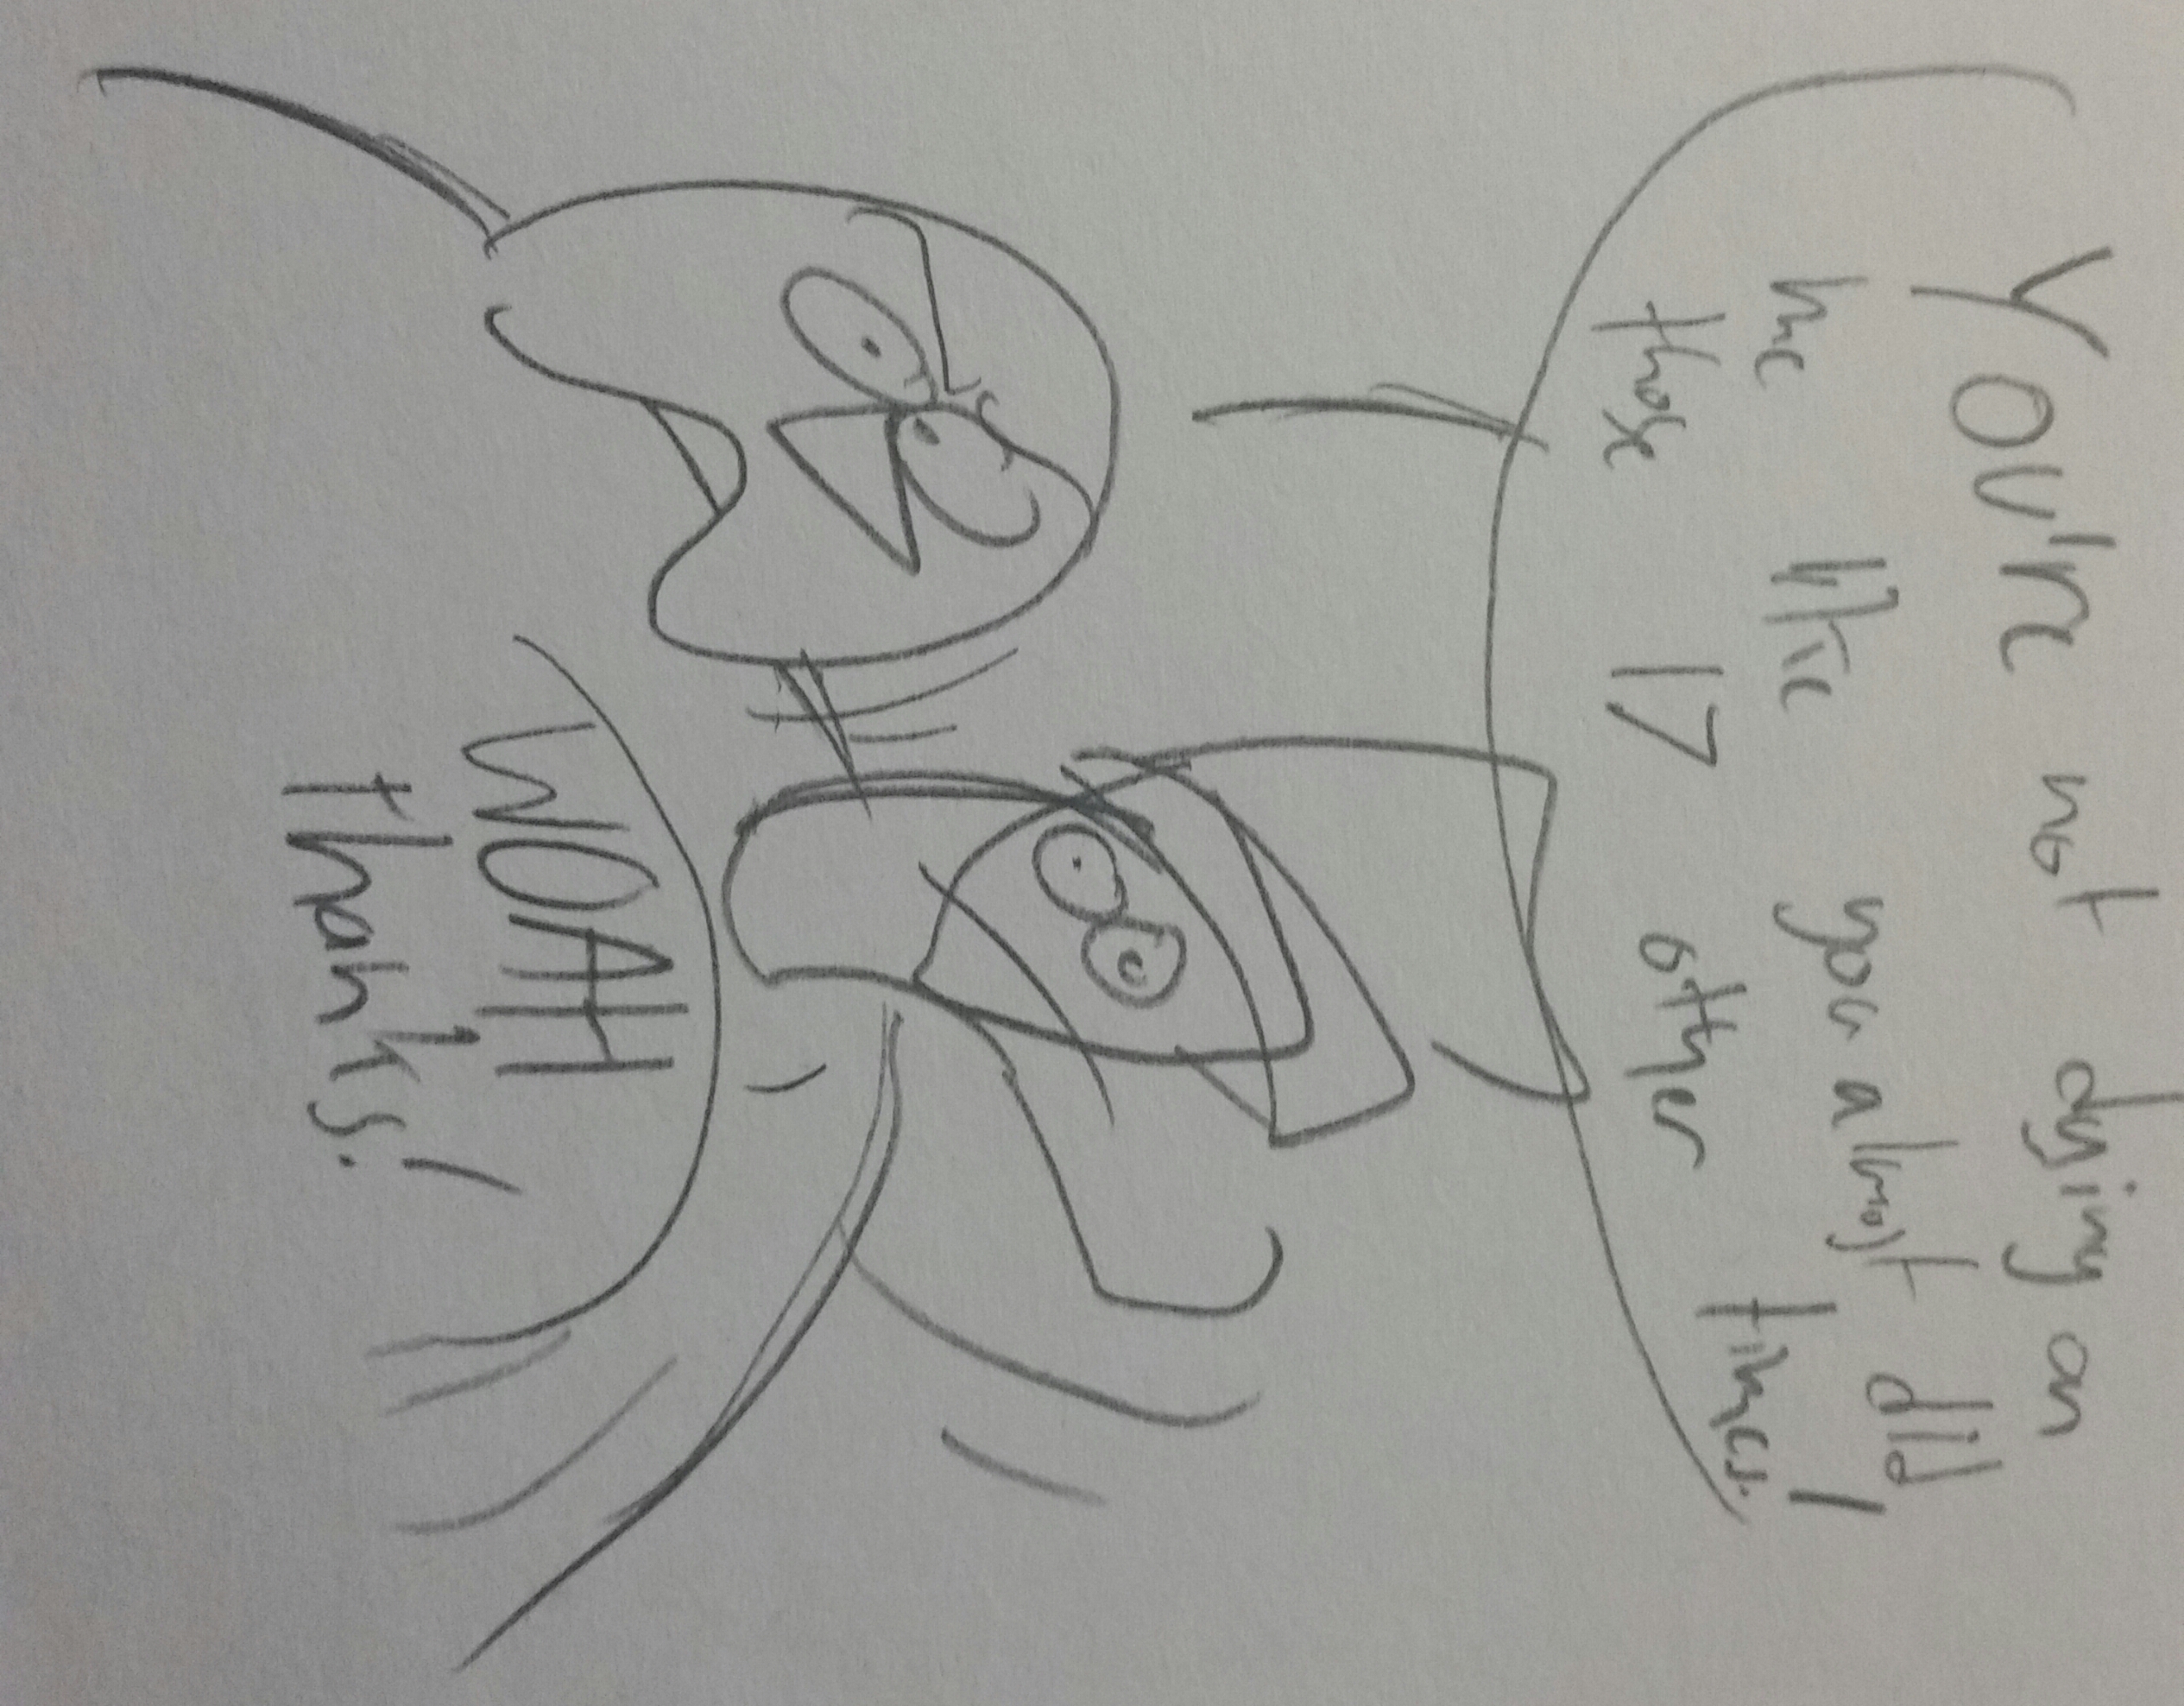 You're not dying on
me like you almost did
those 17 other times!
WOAH
thanks!